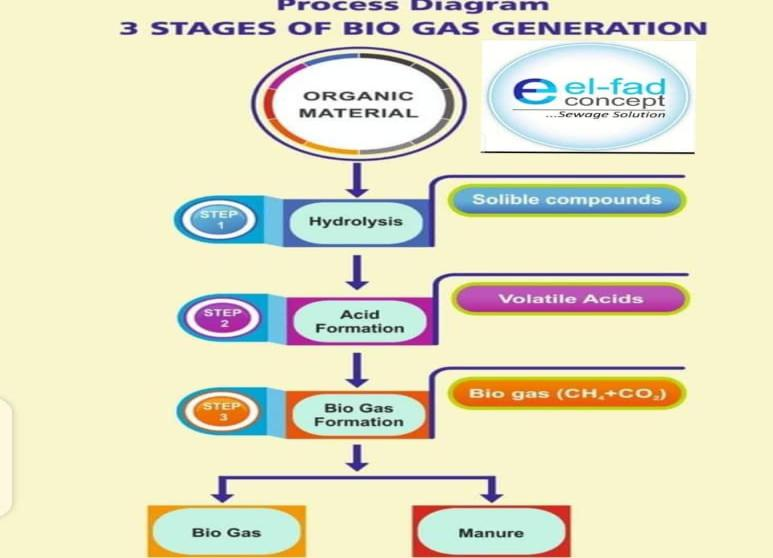 Process Diagram
3 STAGES OF BIO GAS GENERATION
ORGANIC
MATERIAL
e el-fad
concept
...Sewage Solution
STEP
1
Hydrolysis
Solible compounds
STEP
2
Acid
Formation
Volatile Acids
STEP
3
Bio Gas
Formation
Bio gas (CH₄+CO₂)
Bio Gas
Manure